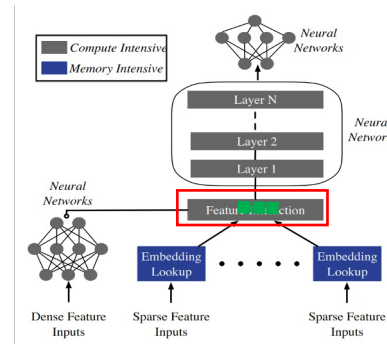 Compute Intensive
Memory Intensive
Neural
Networks
Layer N
Layer 2
Layer 1
Neural
Networks
Embedding
Lookup
Embedding
Lookup
Dense Feature
Inputs
Sparse Feature
Inputs
Sparse Feature
Inputs